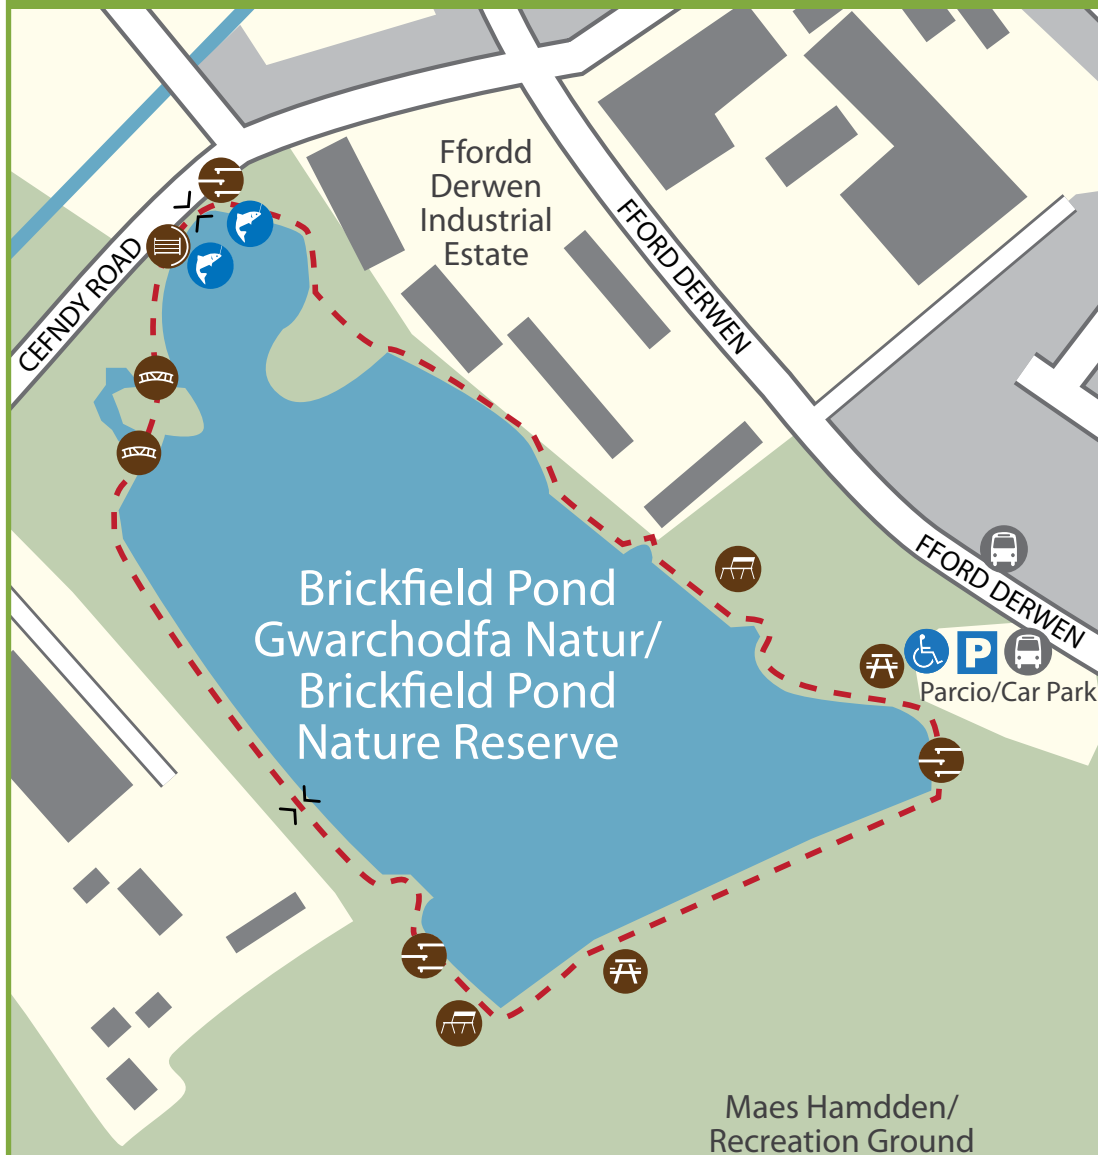 Ffordd
Derwen
Industrial
Estate
FFORD DERWEN
CEFNDY ROAD
FFORD DERWEN
Brickfield Pond
Gwarchodfa Natur/
Brickfield Pond
Nature Reserve
P
Parcio/Car Park
Maes Hamdden/
Recreation Ground